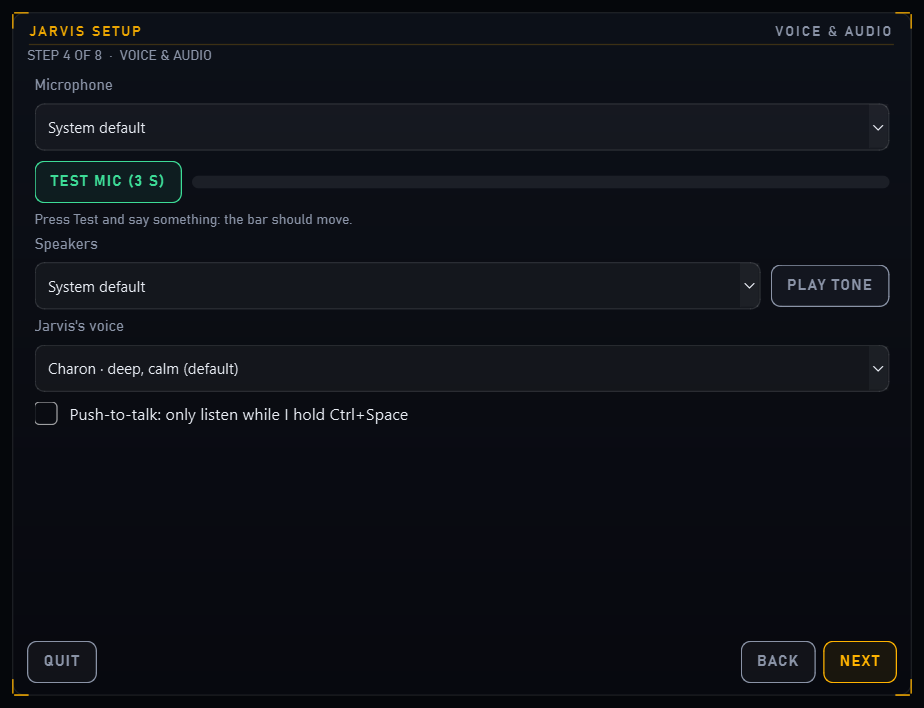 JARVIS SETUP
VOICE & AUDIO
STEP 4 OF 8 · VOICE & AUDIO
Microphone
System default
TEST MIC (3 S)
Press Test and say something: the bar should move.
Speakers
System default
PLAY TONE
Jarvis's voice
Charon · deep, calm (default)
Push-to-talk: only listen while I hold Ctrl+Space
QUIT
BACK
NEXT